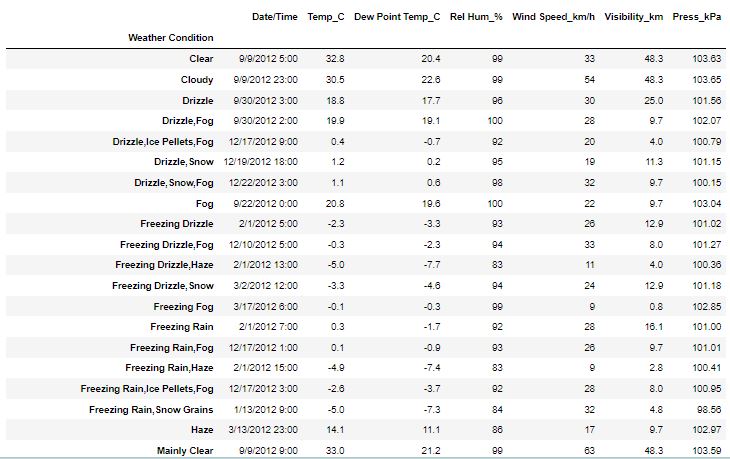 Date/Time Temp_C Dew Point Temp_C Rel Hum_% Wind Speed_km/h Visibility_km Press_kPa
Weather Condition
Clear 9/9/2012 5:00 32.8 20.4 99 33 48.3 103.63
Cloudy 9/9/2012 23:00 30.5 22.6 99 54 48.3 103.65
Drizzle 9/30/2012 3:00 18.8 17.7 96 30 25.0 101.56
Drizzle,Fog 9/30/2012 2:00 19.9 19.1 100 28 9.7 102.07
Drizzle,Ice Pellets,Fog 12/17/2012 9:00 0.4 -0.7 92 20 4.0 100.79
Drizzle,Snow 12/19/2012 18:00 1.2 0.2 95 19 11.3 101.15
Drizzle,Snow,Fog 12/22/2012 3:00 1.1 0.6 98 32 9.7 100.15
Fog 9/22/2012 0:00 20.8 19.6 100 22 9.7 103.04
Freezing Drizzle 2/1/2012 5:00 -2.3 -3.3 93 26 12.9 101.02
Freezing Drizzle,Fog 12/10/2012 5:00 -0.3 -2.3 94 33 8.0 101.27
Freezing Drizzle,Haze 2/1/2012 13:00 -5.0 -7.7 83 11 4.0 100.36
Freezing Drizzle,Snow 3/2/2012 12:00 -3.3 -4.6 94 24 12.9 101.18
Freezing Fog 3/17/2012 6:00 -0.1 -0.3 99 9 0.8 102.85
Freezing Rain 2/1/2012 7:00 0.3 -1.7 92 28 16.1 101.00
Freezing Rain,Fog 12/17/2012 1:00 0.1 -0.9 93 26 9.7 101.01
Freezing Rain,Haze 2/1/2012 15:00 -4.9 -7.4 83 9 2.8 100.41
Freezing Rain,Ice Pellets,Fog 12/17/2012 3:00 -2.6 -3.7 92 28 8.0 100.95
Freezing Rain,Snow Grains 1/13/2012 9:00 -5.0 -7.3 84 32 4.8 98.56
Haze 3/13/2012 23:00 14.1 11.1 86 17 9.7 102.97
Mainly Clear 9/9/2012 9:00 33.0 21.2 99 63 48.3 103.59